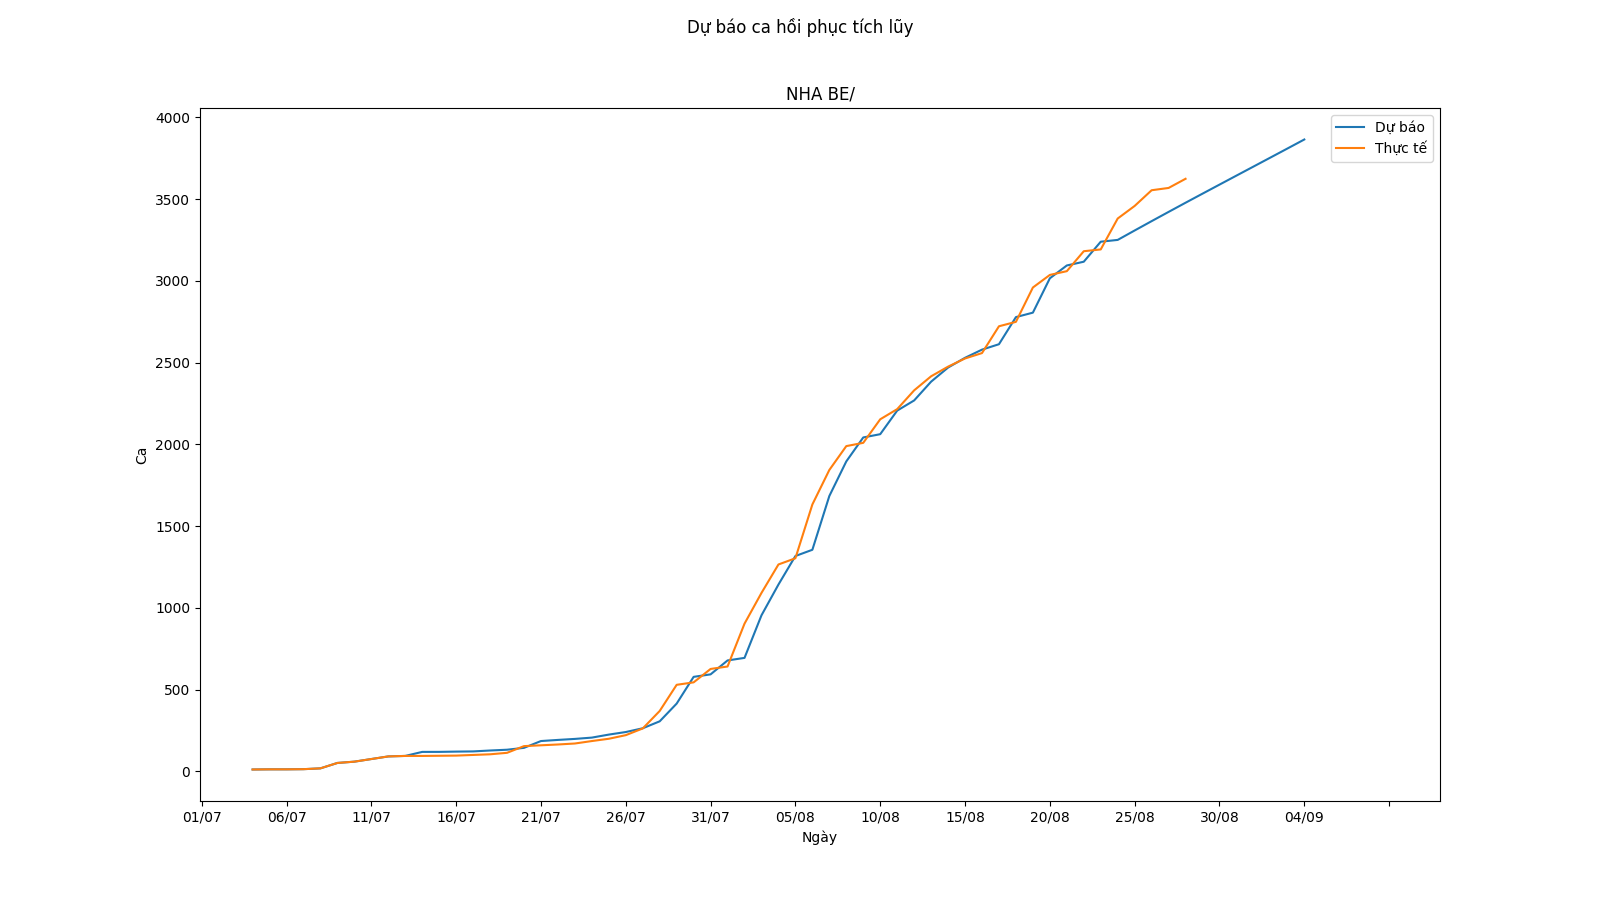 Dự báo ca hồi phục tích lũy
NHA BE/
Dự báo
Thực tế
4000
3500
3000
2500
2000
1500
1000
500
0
Ca
01/07 06/07 11/07 16/07 21/07 26/07 31/07 05/08 10/08 15/08 20/08 25/08 30/08 04/09
Ngày